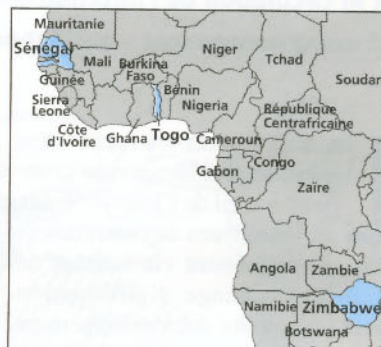 Mauritanie
Sénégal
Mali
Niger
Tchad
Soudan
Guinée
Burkina
Faso
Bénin
Nigeria
Sierra
Leone
Côte
d'Ivoire
Ghana
Togo
Cameroun
République
Centrafricaine
Gabon
Congo
Zaïre
Angola
Zambie
Namibie
Zimbabwe
Botswana